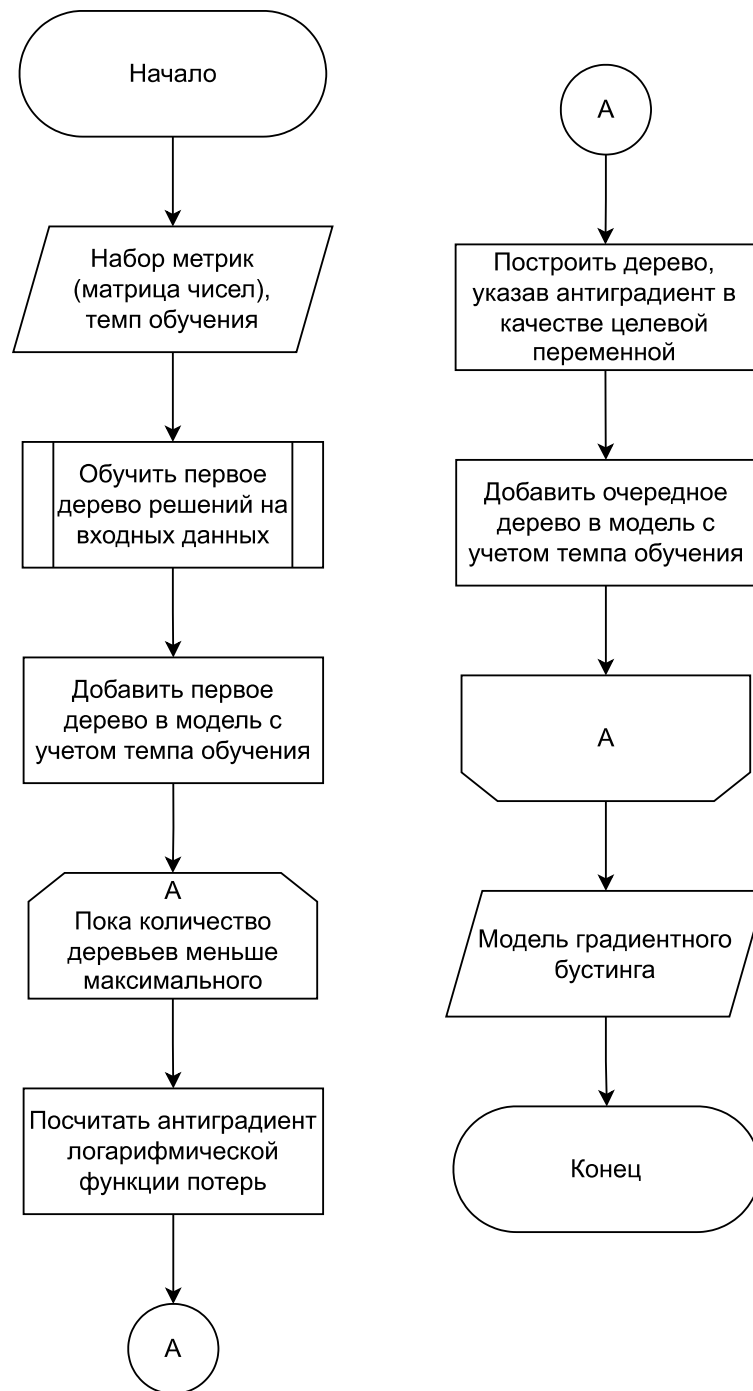 Начало
Набор метрик
(матрица чисел),
темп обучения
Обучить первое
дерево решений на
входных данных
Добавить первое
дерево в модель с
учетом темпа обучения
А
Пока количество
деревьев меньше
максимального
Посчитать антиградиент
логарифмической
функции потерь
А
А
Построить дерево,
указав антиградиент в
качестве целевой
переменной
Добавить очередное
дерево в модель с
учетом темпа обучения
А
Модель градиентного
бустинга
Конец